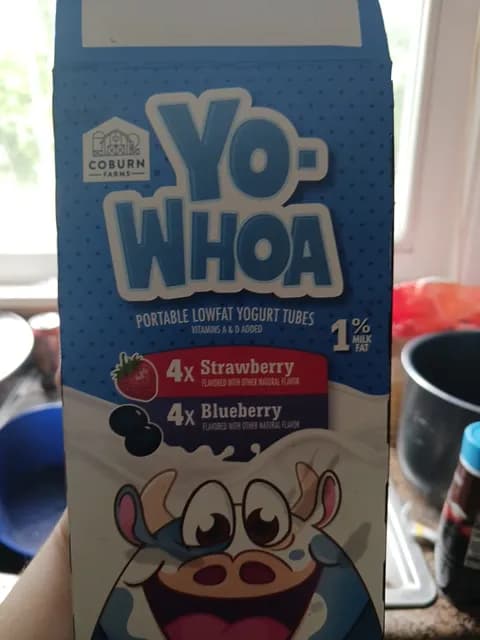 COBURN
FARMS
YO-
WHOA
PORTABLE LOWFAT YOGURT TUBES
VITAMINS A & D ADDED
1%
MILK
FAT
4x Strawberry
FLAVORED WITH OTHER NATURAL FLAVOR
4x Blueberry
FLAVORED WITH OTHER NATURAL FLAVOR